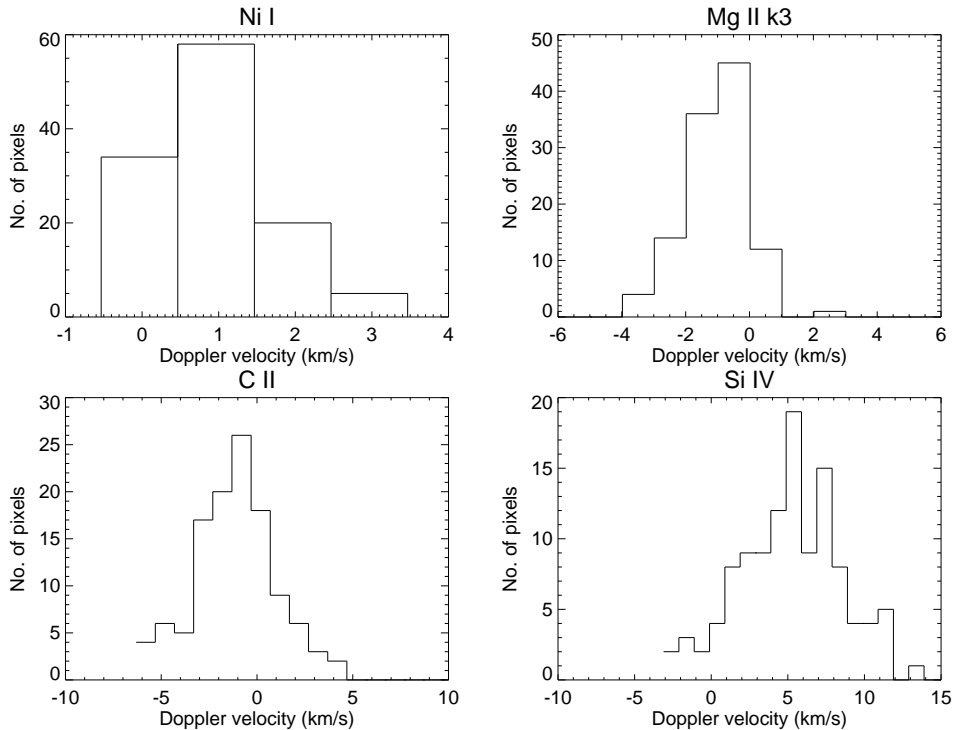 Ni I
60
40
20
0
No. of pixels
-1 0 1 2 3 4
Doppler velocity (km/s)
Mg II k3
50
40
30
20
10
0
No. of pixels
-6 -4 -2 0 2 4 6
Doppler velocity (km/s)
C II
30
25
20
15
10
5
0
No. of pixels
-10 -5 0 5 10
Doppler velocity (km/s)
Si IV
20
15
10
5
0
No. of pixels
-10 -5 0 5 10 15
Doppler velocity (km/s)